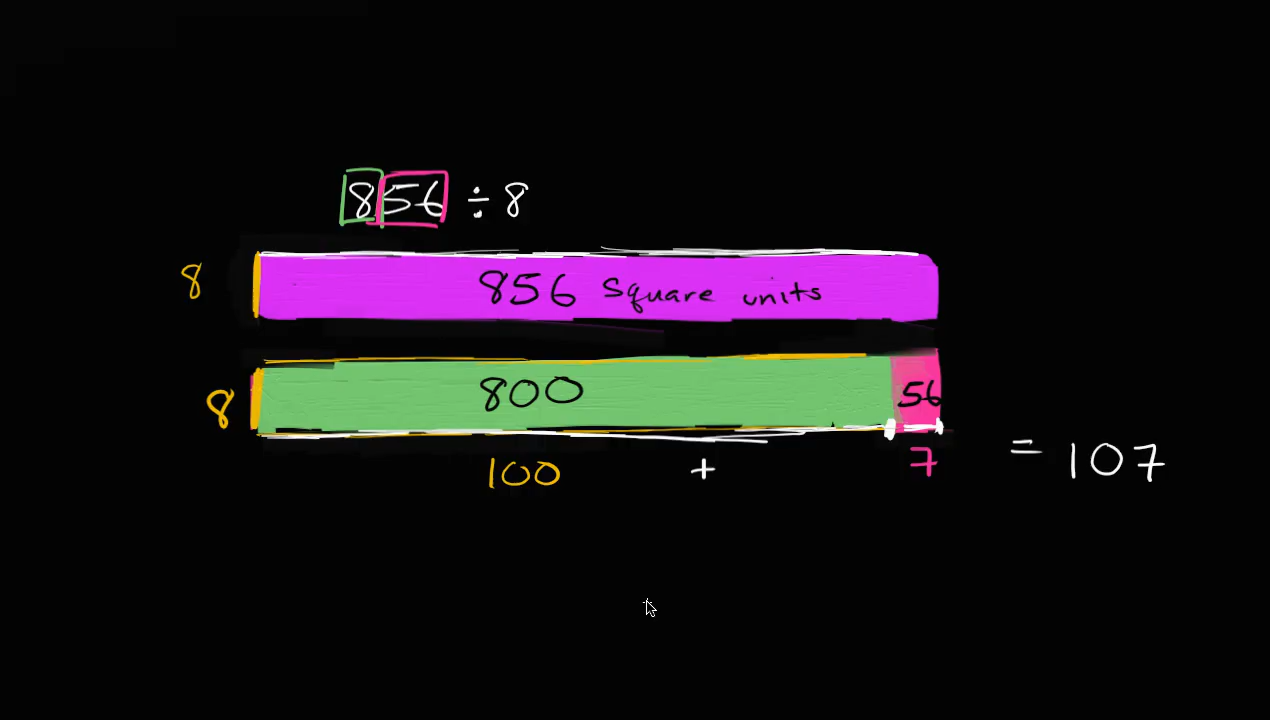 856 ÷ 8
8 856 square units
8 800 56
100 + 7 = 107